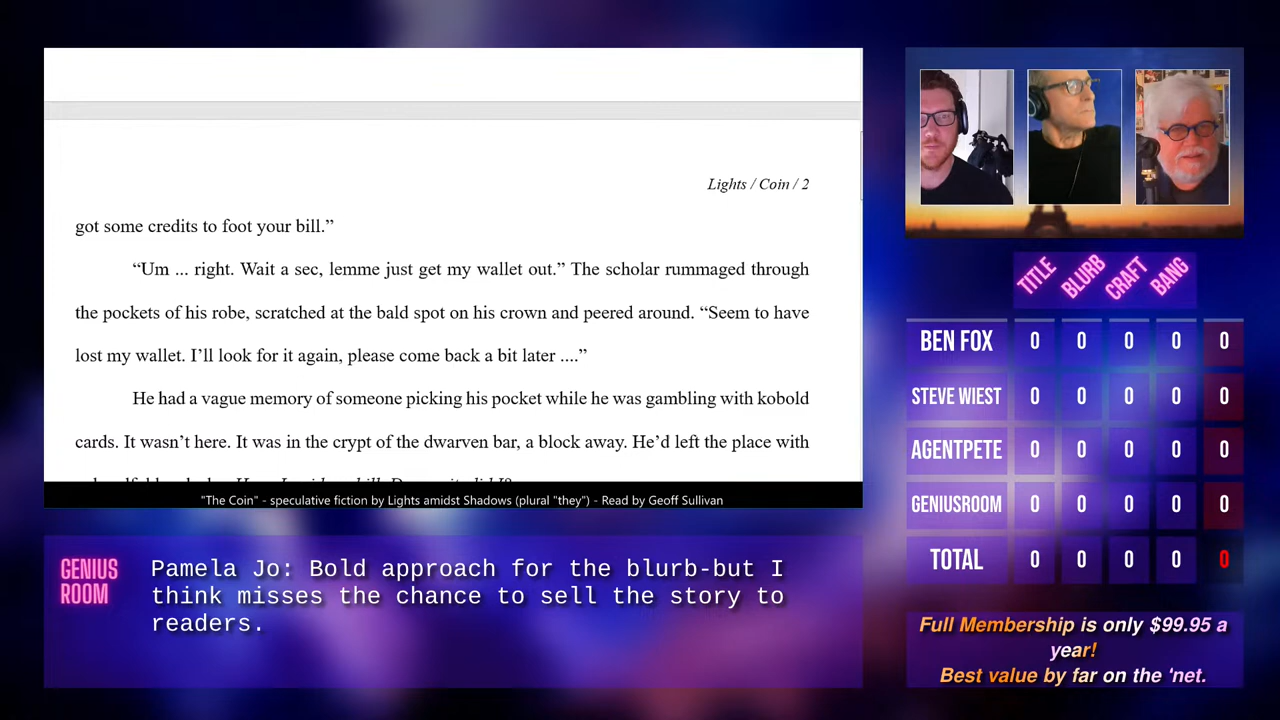 Lights / Coin / 2
got some credits to foot your bill.”
“Um ... right. Wait a sec, lemme just get my wallet out.” The scholar rummaged through
the pockets of his robe, scratched at the bald spot on his crown and peered around. “Seem to have
lost my wallet. I’ll look for it again, please come back a bit later ....”
He had a vague memory of someone picking his pocket while he was gambling with kobold
cards. It wasn’t here. It was in the crypt of the dwarven bar, a block away. He’d left the place with
"The Coin" - speculative fiction by Lights amidst Shadows (plural "they") - Read by Geoff Sullivan
GENIUS
ROOM
Pamela Jo: Bold approach for the blurb-but I
think misses the chance to sell the story to
readers.
TITLE BLURB CRAFT BANG
BEN FOX 0 0 0 0 0
STEVE WIEST 0 0 0 0 0
AGENTPETE 0 0 0 0 0
GENIUSROOM 0 0 0 0 0
TOTAL 0 0 0 0 0
Full Membership is only $99.95 a
year!
Best value by far on the 'net.